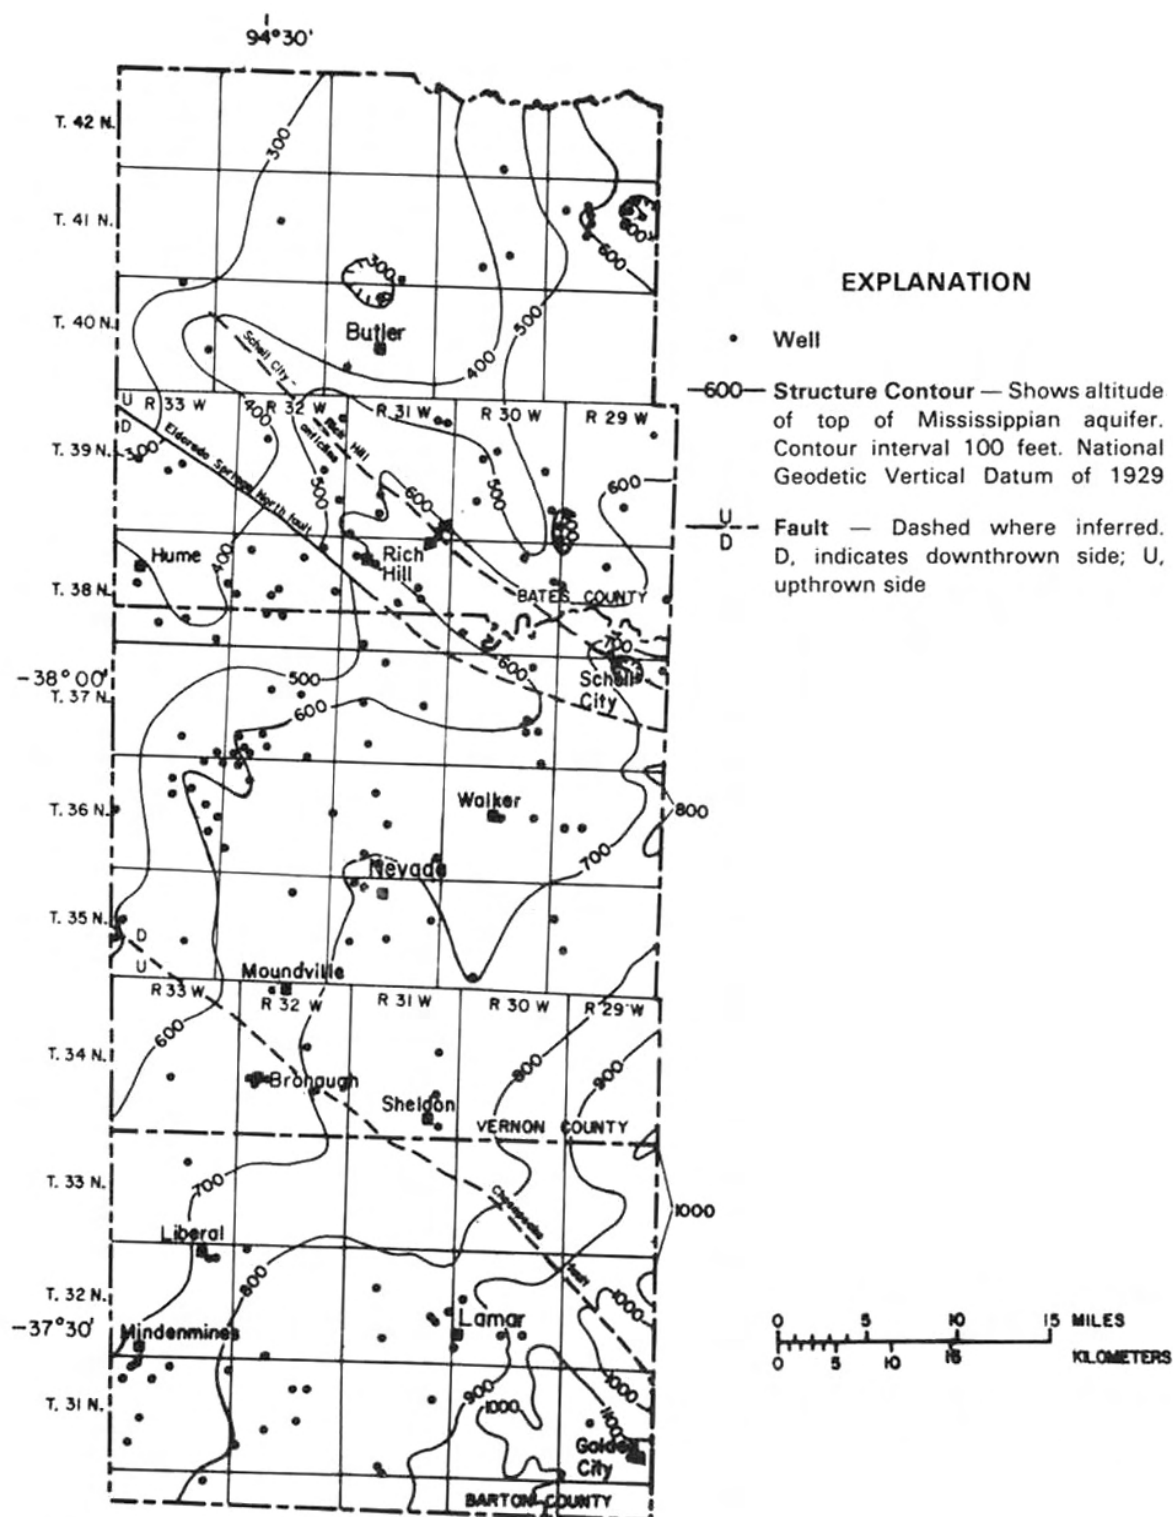 94°30'
T. 42 N.
300
T. 41 N.
800
600
300
T. 40 N.
500
Butler
Schell City-
400
U R 33 W
400
R 32 W
R 31 W
R 30 W
R 29 W
D
Rich Hill
anticline
T. 39 N.
300
Eldorado Springs North fault
500
600
500
600
Hume
400
Rich
Hill
T. 38 N.
BATES COUNTY
700
-38°00'
500
600
Schell
City
T. 37 N.
600
Walker
800
T. 36 N.
700
Nevada
T. 35 N.
D
U
Moundville
R 33 W
R 32 W
R 31 W
R 30 W
R 29 W
600
T. 34 N.
800
900
Bronaugh
Sheldon
VERNON COUNTY
T. 33 N.
700
Chesapeake
fault
1000
Liberal
800
T. 32 N.
1000
-37°30'
Mindenmines
Lamar
900
1000
1000
T. 31 N.
1100
Golden
City
BARTON COUNTY
EXPLANATION
Well
600 Structure Contour — Shows altitude
of top of Mississippian aquifer.
Contour interval 100 feet. National
Geodetic Vertical Datum of 1929
U
D
Fault — Dashed where inferred.
D, indicates downthrown side; U,
upthrown side
0 5 10 15 MILES
0 5 10 15 KILOMETERS